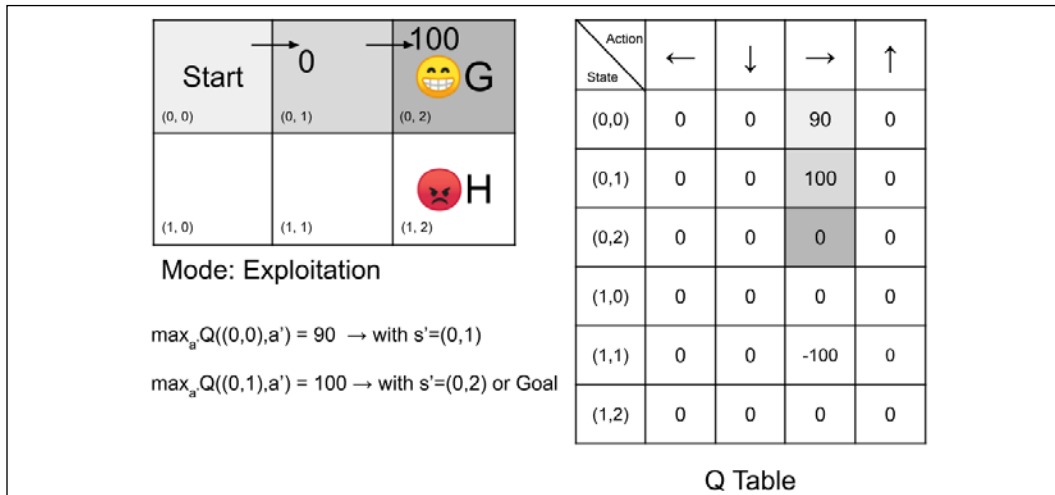 100
0
Start
G
(0, 0)
(0, 1)
(0, 2)
H
(1, 0)
(1, 1)
(1, 2)
Mode: Exploitation
maxₐ'Q((0,0),a') = 90 → with s'=(0,1)
maxₐ'Q((0,1),a') = 100 → with s'=(0,2) or Goal
Action
State
← ↓ → ↑
(0,0) 0 0 90 0
(0,1) 0 0 100 0
(0,2) 0 0 0 0
(1,0) 0 0 0 0
(1,1) 0 0 -100 0
(1,2) 0 0 0 0
Q Table